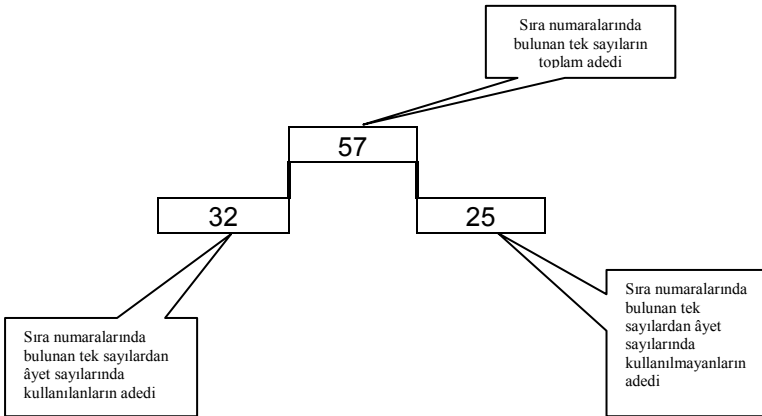 Sıra numaralarında
bulunan tek sayıların
toplam adedi
57
32
25
Sıra numaralarında
bulunan tek sayılardan
âyet sayılarında
kullanılanların adedi
Sıra numaralarında
bulunan tek
sayılardan âyet
sayılarında
kullanılmayanların
adedi